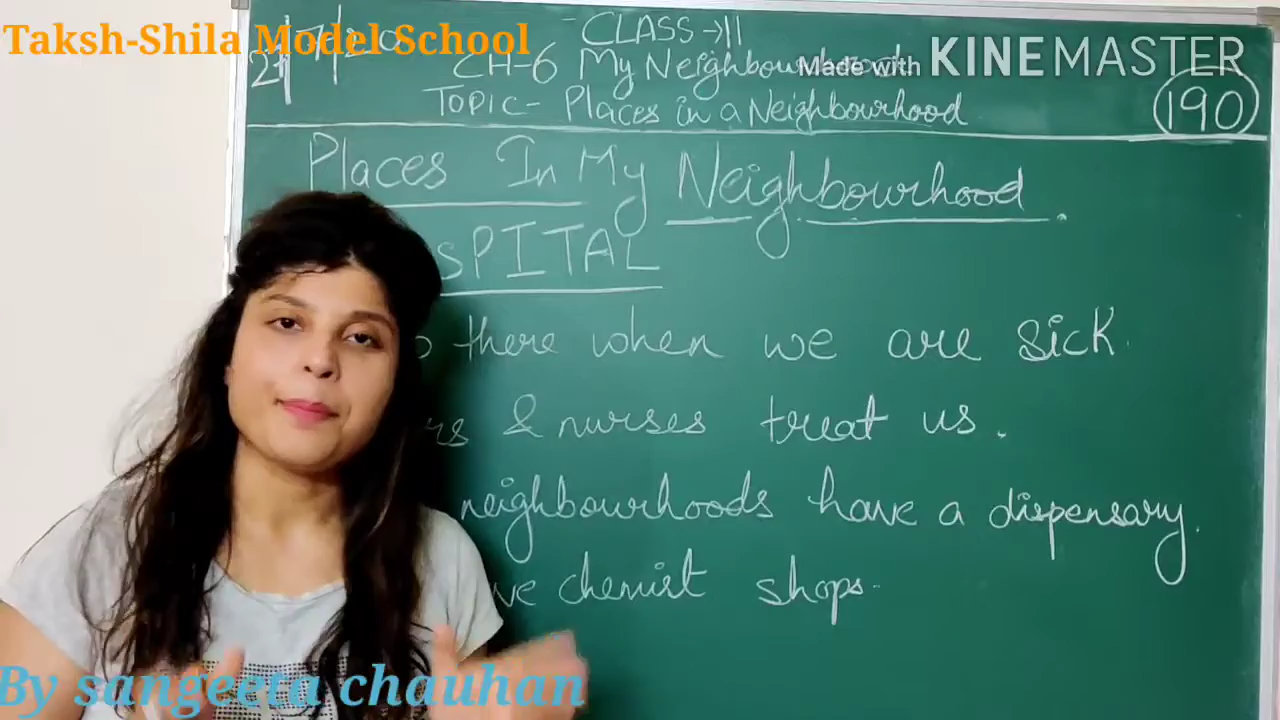 Taksh-Shila Model School
CLASS→II
CH-6 My Neighbourhood
Made with KINEMASTER
TOPIC- Places in a Neighbourhood
190
Places In My Neighbourhood.
SPITAL
there when we are sick.
rs & nurses treat us.
neighbourhoods have a dispensary.
ve chemist shops.
By sangeeta chauhan